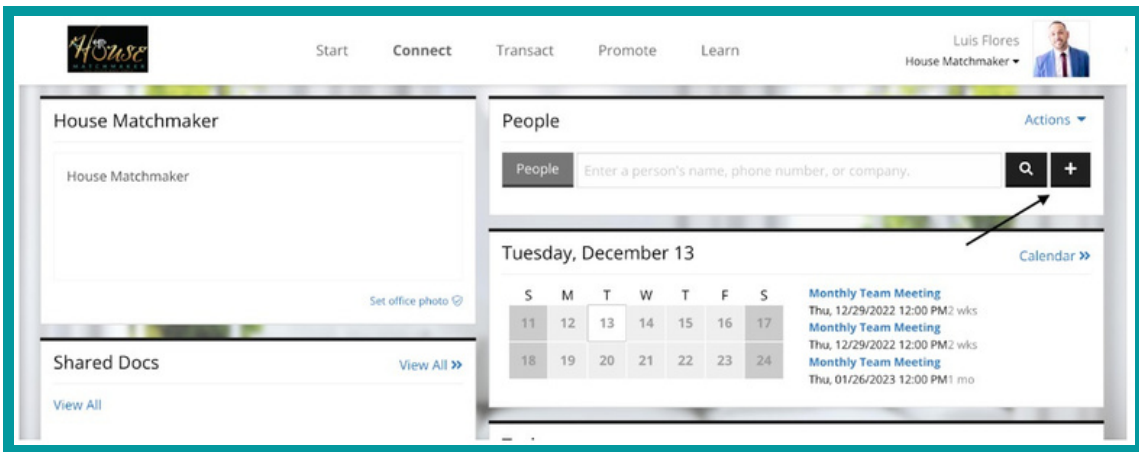 House
MATCHMAKER
Start Connect Transact Promote Learn
Luis Flores
House Matchmaker
House Matchmaker
House Matchmaker
Set office photo
Shared Docs
View All »
View All
People
Actions
People
Enter a person's name, phone number, or company.
Tuesday, December 13
Calendar »
S M T W T F S
11 12 13 14 15 16 17
18 19 20 21 22 23 24
Monthly Team Meeting
Thu, 12/29/2022 12:00 PM2 wks
Monthly Team Meeting
Thu, 12/29/2022 12:00 PM2 wks
Monthly Team Meeting
Thu, 01/26/2023 12:00 PM1 mo